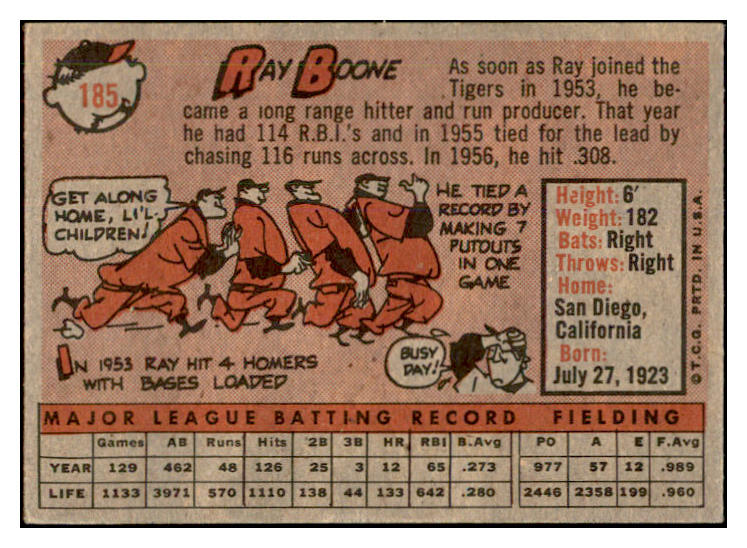 185
RAY BOONE
As soon as Ray joined the
Tigers in 1953, he be-
came a long range hitter and run producer. That year
he had 114 R.B.I.'s and in 1955 tied for the lead by
chasing 116 runs across. In 1956, he hit .308.
GET ALONG
HOME, LI'L
CHILDREN!
HE TIED A
RECORD BY
MAKING 7
PUTOUTS
IN ONE
GAME
IN 1953 RAY HIT 4 HOMERS
WITH BASES LOADED
BUSY
DAY!
Height: 6'
Weight: 182
Bats: Right
Throws: Right
Home:
San Diego,
California
Born:
July 27, 1923
© T.C.G. PRTD. IN U.S.A.
MAJOR LEAGUE BATTING RECORD FIELDING
Games AB Runs Hits 2B 3B HR RBI B.Avg PO A E F.Avg
YEAR 129 462 48 126 25 3 12 65 .273 977 57 12 .989
LIFE 1133 3971 570 1110 138 44 133 642 .280 2446 2358 199 .960